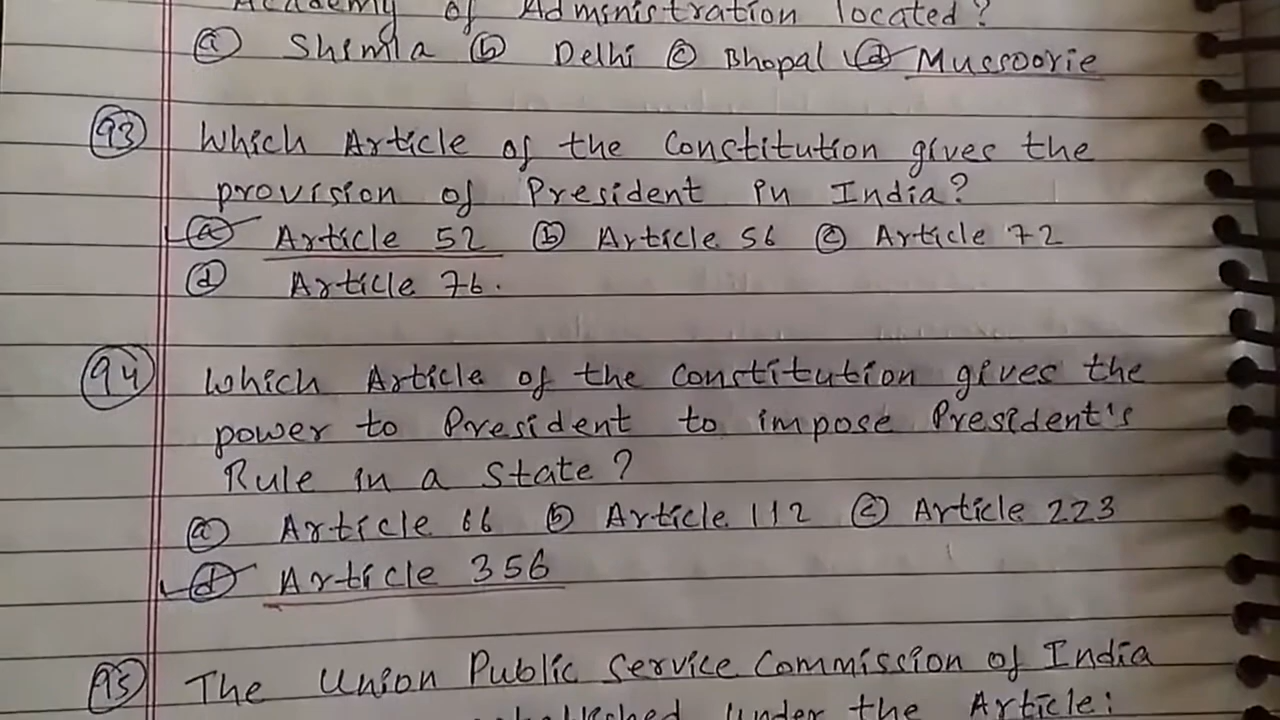 Academy of Administration located?
(a) Shimla (b) Delhi (c) Bhopal (d) Mussoorie
(93) Which Article of the Constitution gives the
provision of President in India?
(a) Article 52 (b) Article 56 (c) Article 72
(d) Article 76.
(94) Which Article of the Constitution gives the
power to President to impose President's
Rule in a State?
(a) Article 66 (b) Article 112 (c) Article 223
(d) Article 356
(95) The Union Public Service Commission of India
established under the Article: